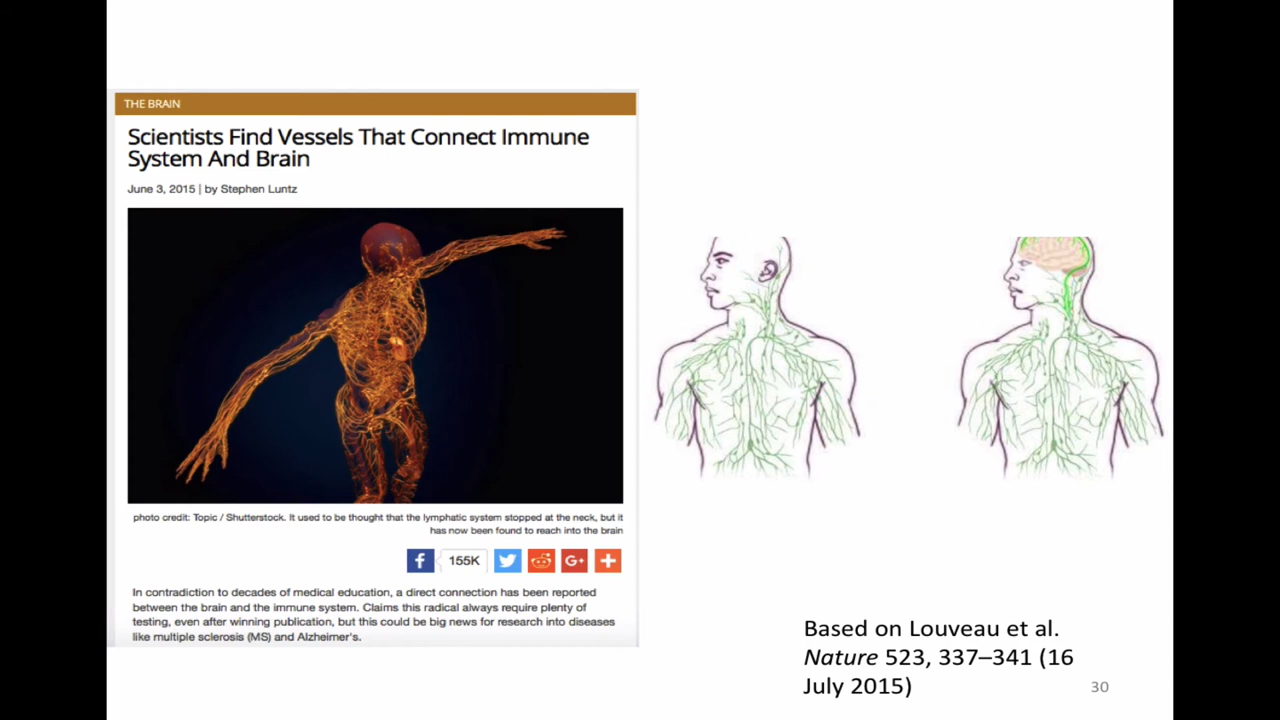 THE BRAIN
Scientists Find Vessels That Connect Immune
System And Brain
June 3, 2015 | by Stephen Luntz
photo credit: Topic / Shutterstock. It used to be thought that the lymphatic system stopped at the neck, but it
has now been found to reach into the brain
f 155K G+
In contradiction to decades of medical education, a direct connection has been reported
between the brain and the immune system. Claims this radical always require plenty of
testing, even after winning publication, but this could be big news for research into diseases
like multiple sclerosis (MS) and Alzheimer's.
Based on Louveau et al.
Nature 523, 337–341 (16
July 2015)
30